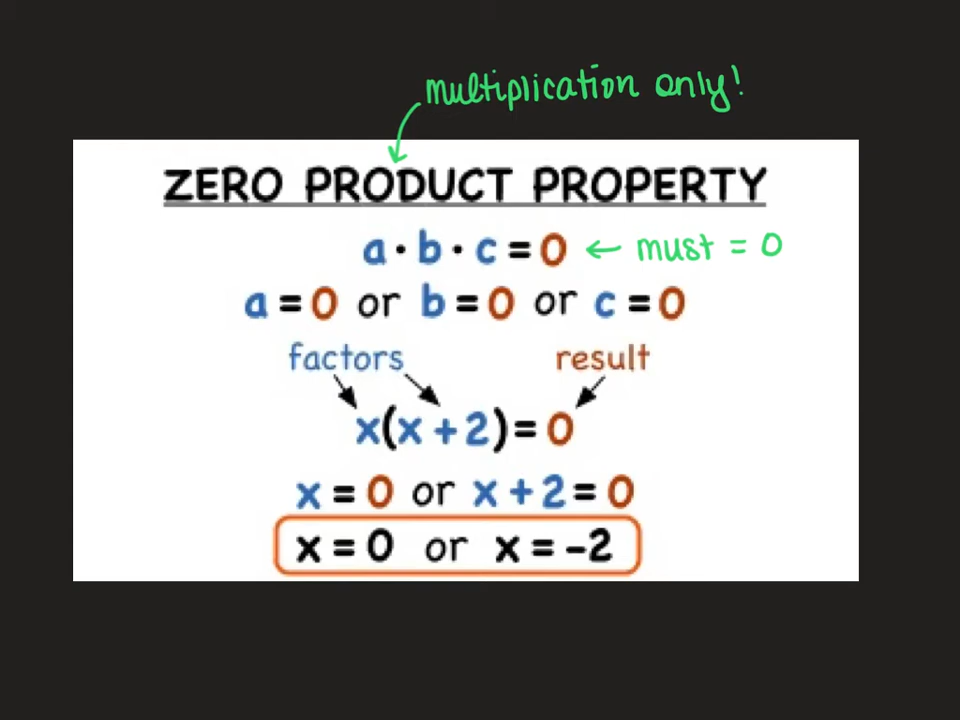 multiplication only!
ZERO PRODUCT PROPERTY
a · b · c = 0 ← must = 0
a = 0 or b = 0 or c = 0
factors result
x(x + 2) = 0
x = 0 or x + 2 = 0
x = 0 or x = -2